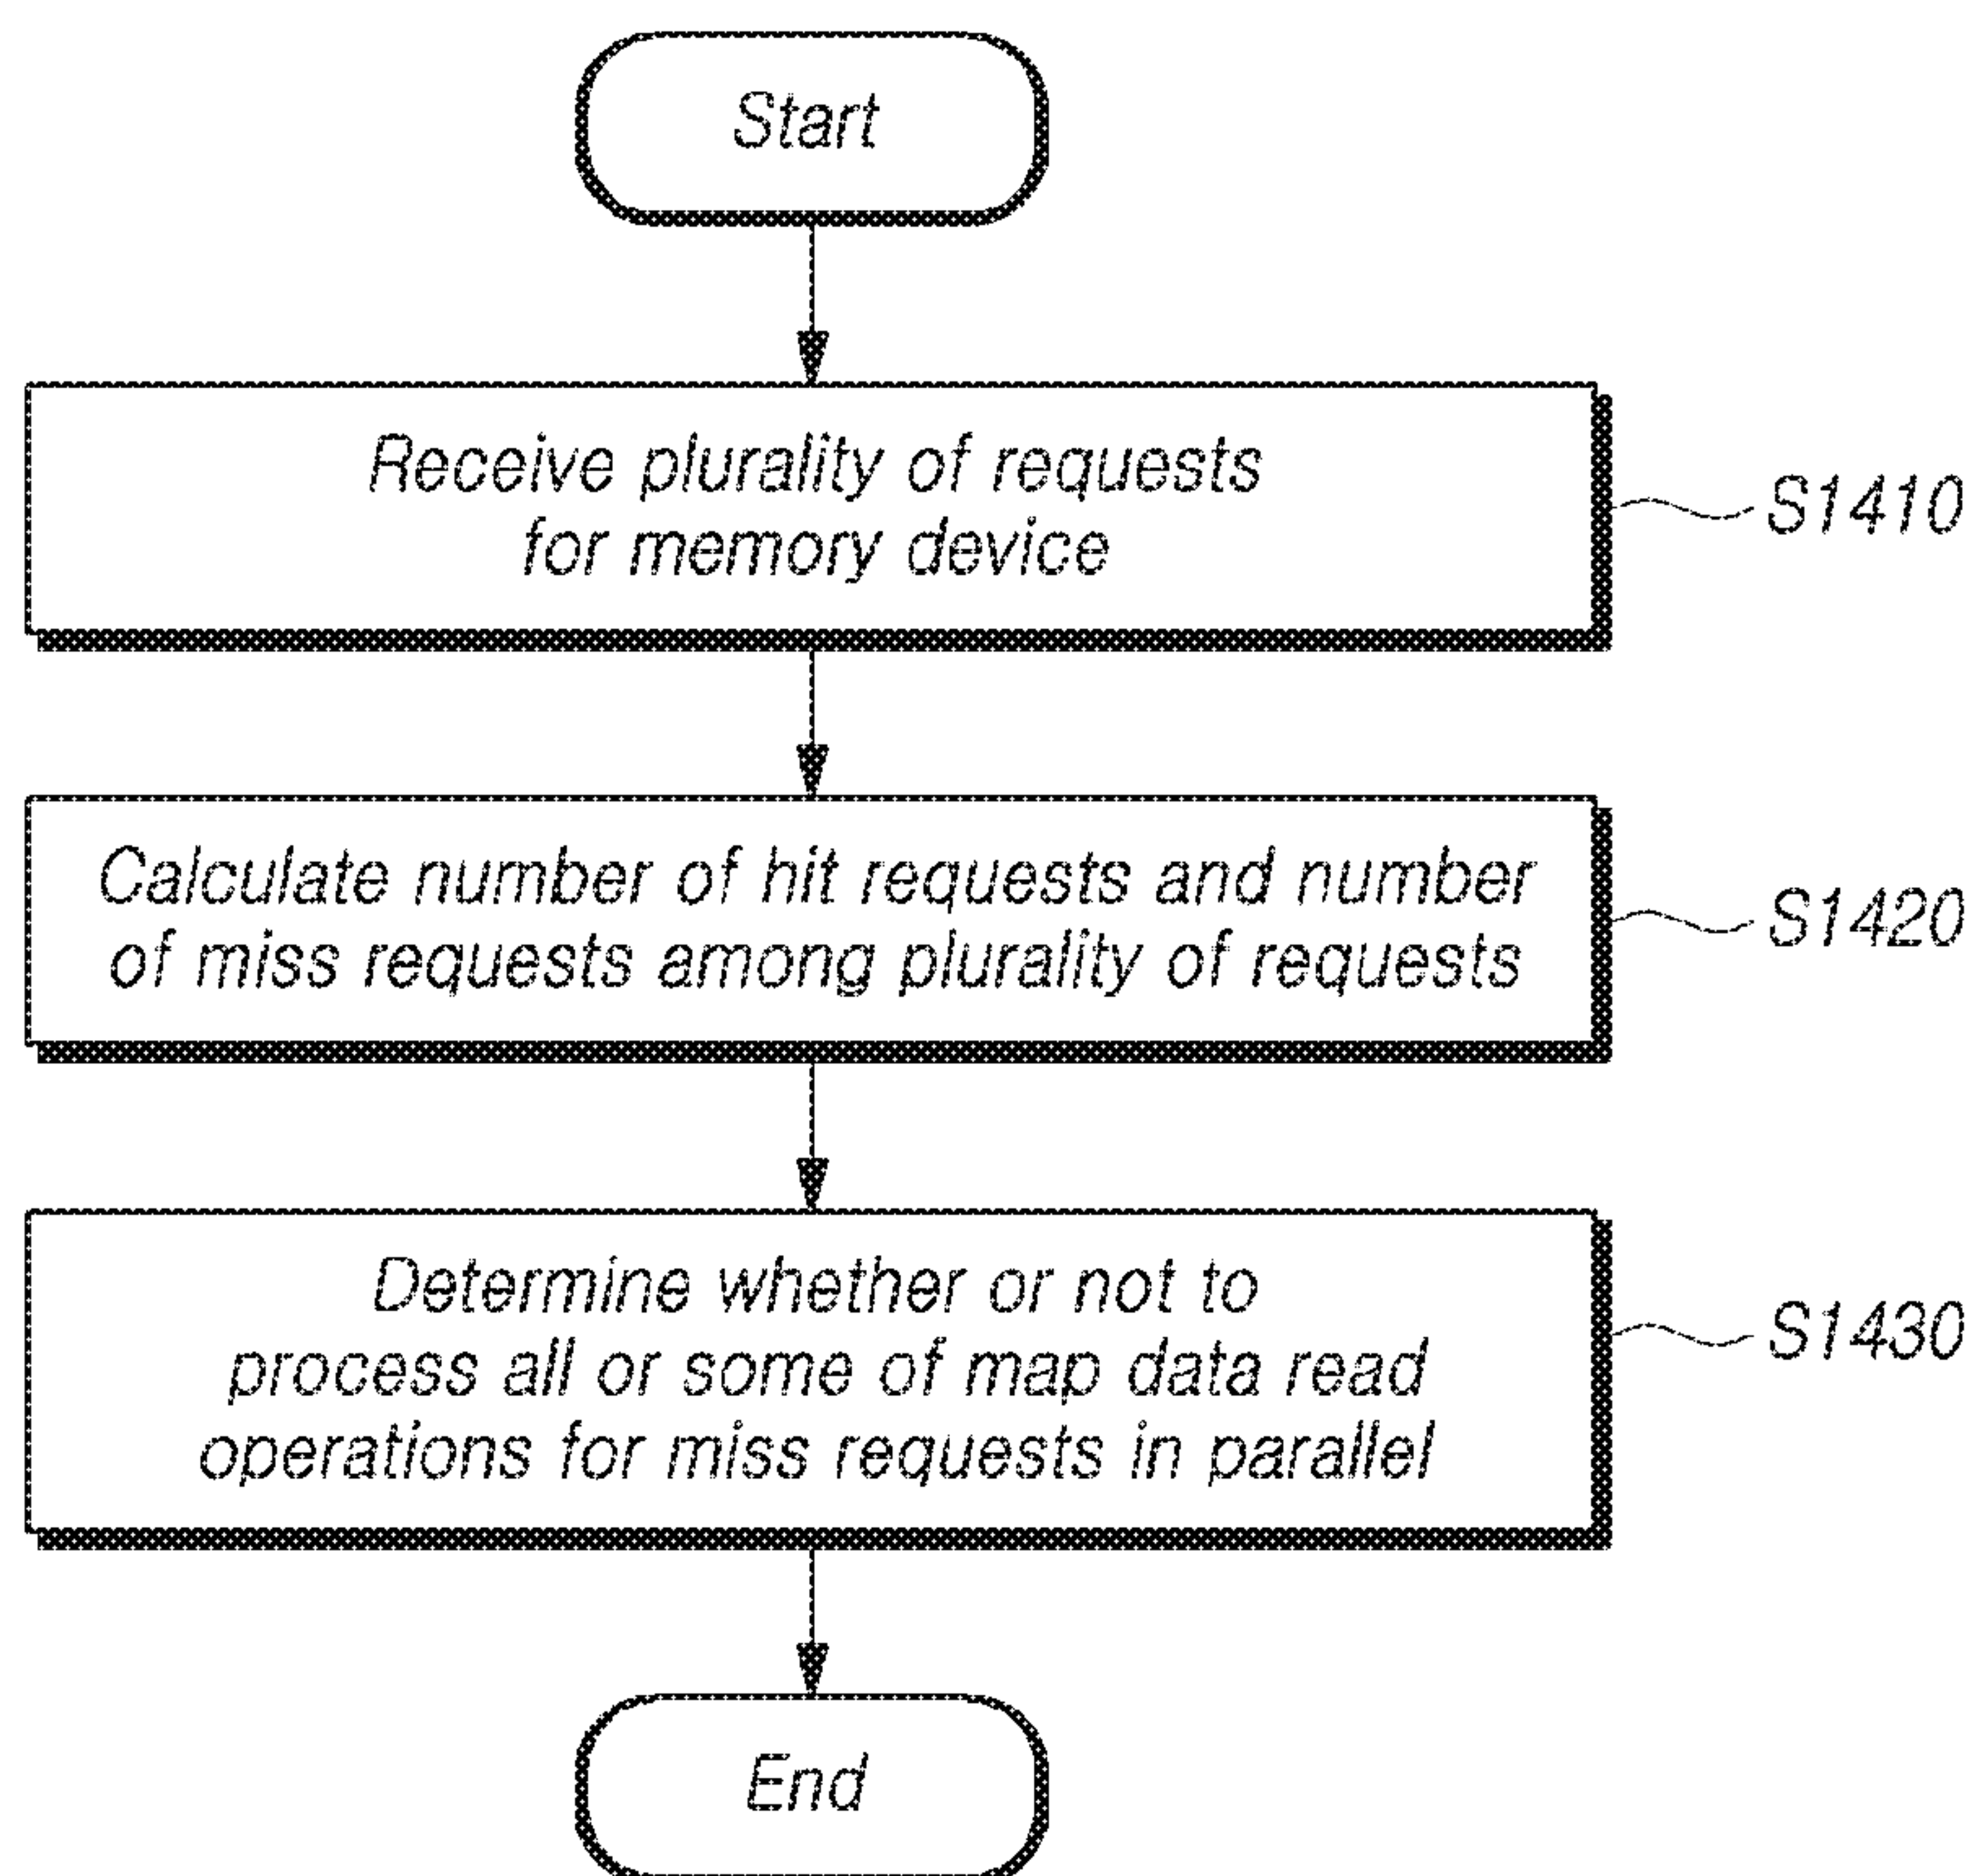 Start
Receive plurality of requests
for memory device
S1410
Calculate number of hit requests and number
of miss requests among plurality of requests
S1420
Determine whether or not to
process all or some of map data read
operations for miss requests in parallel
S1430
End